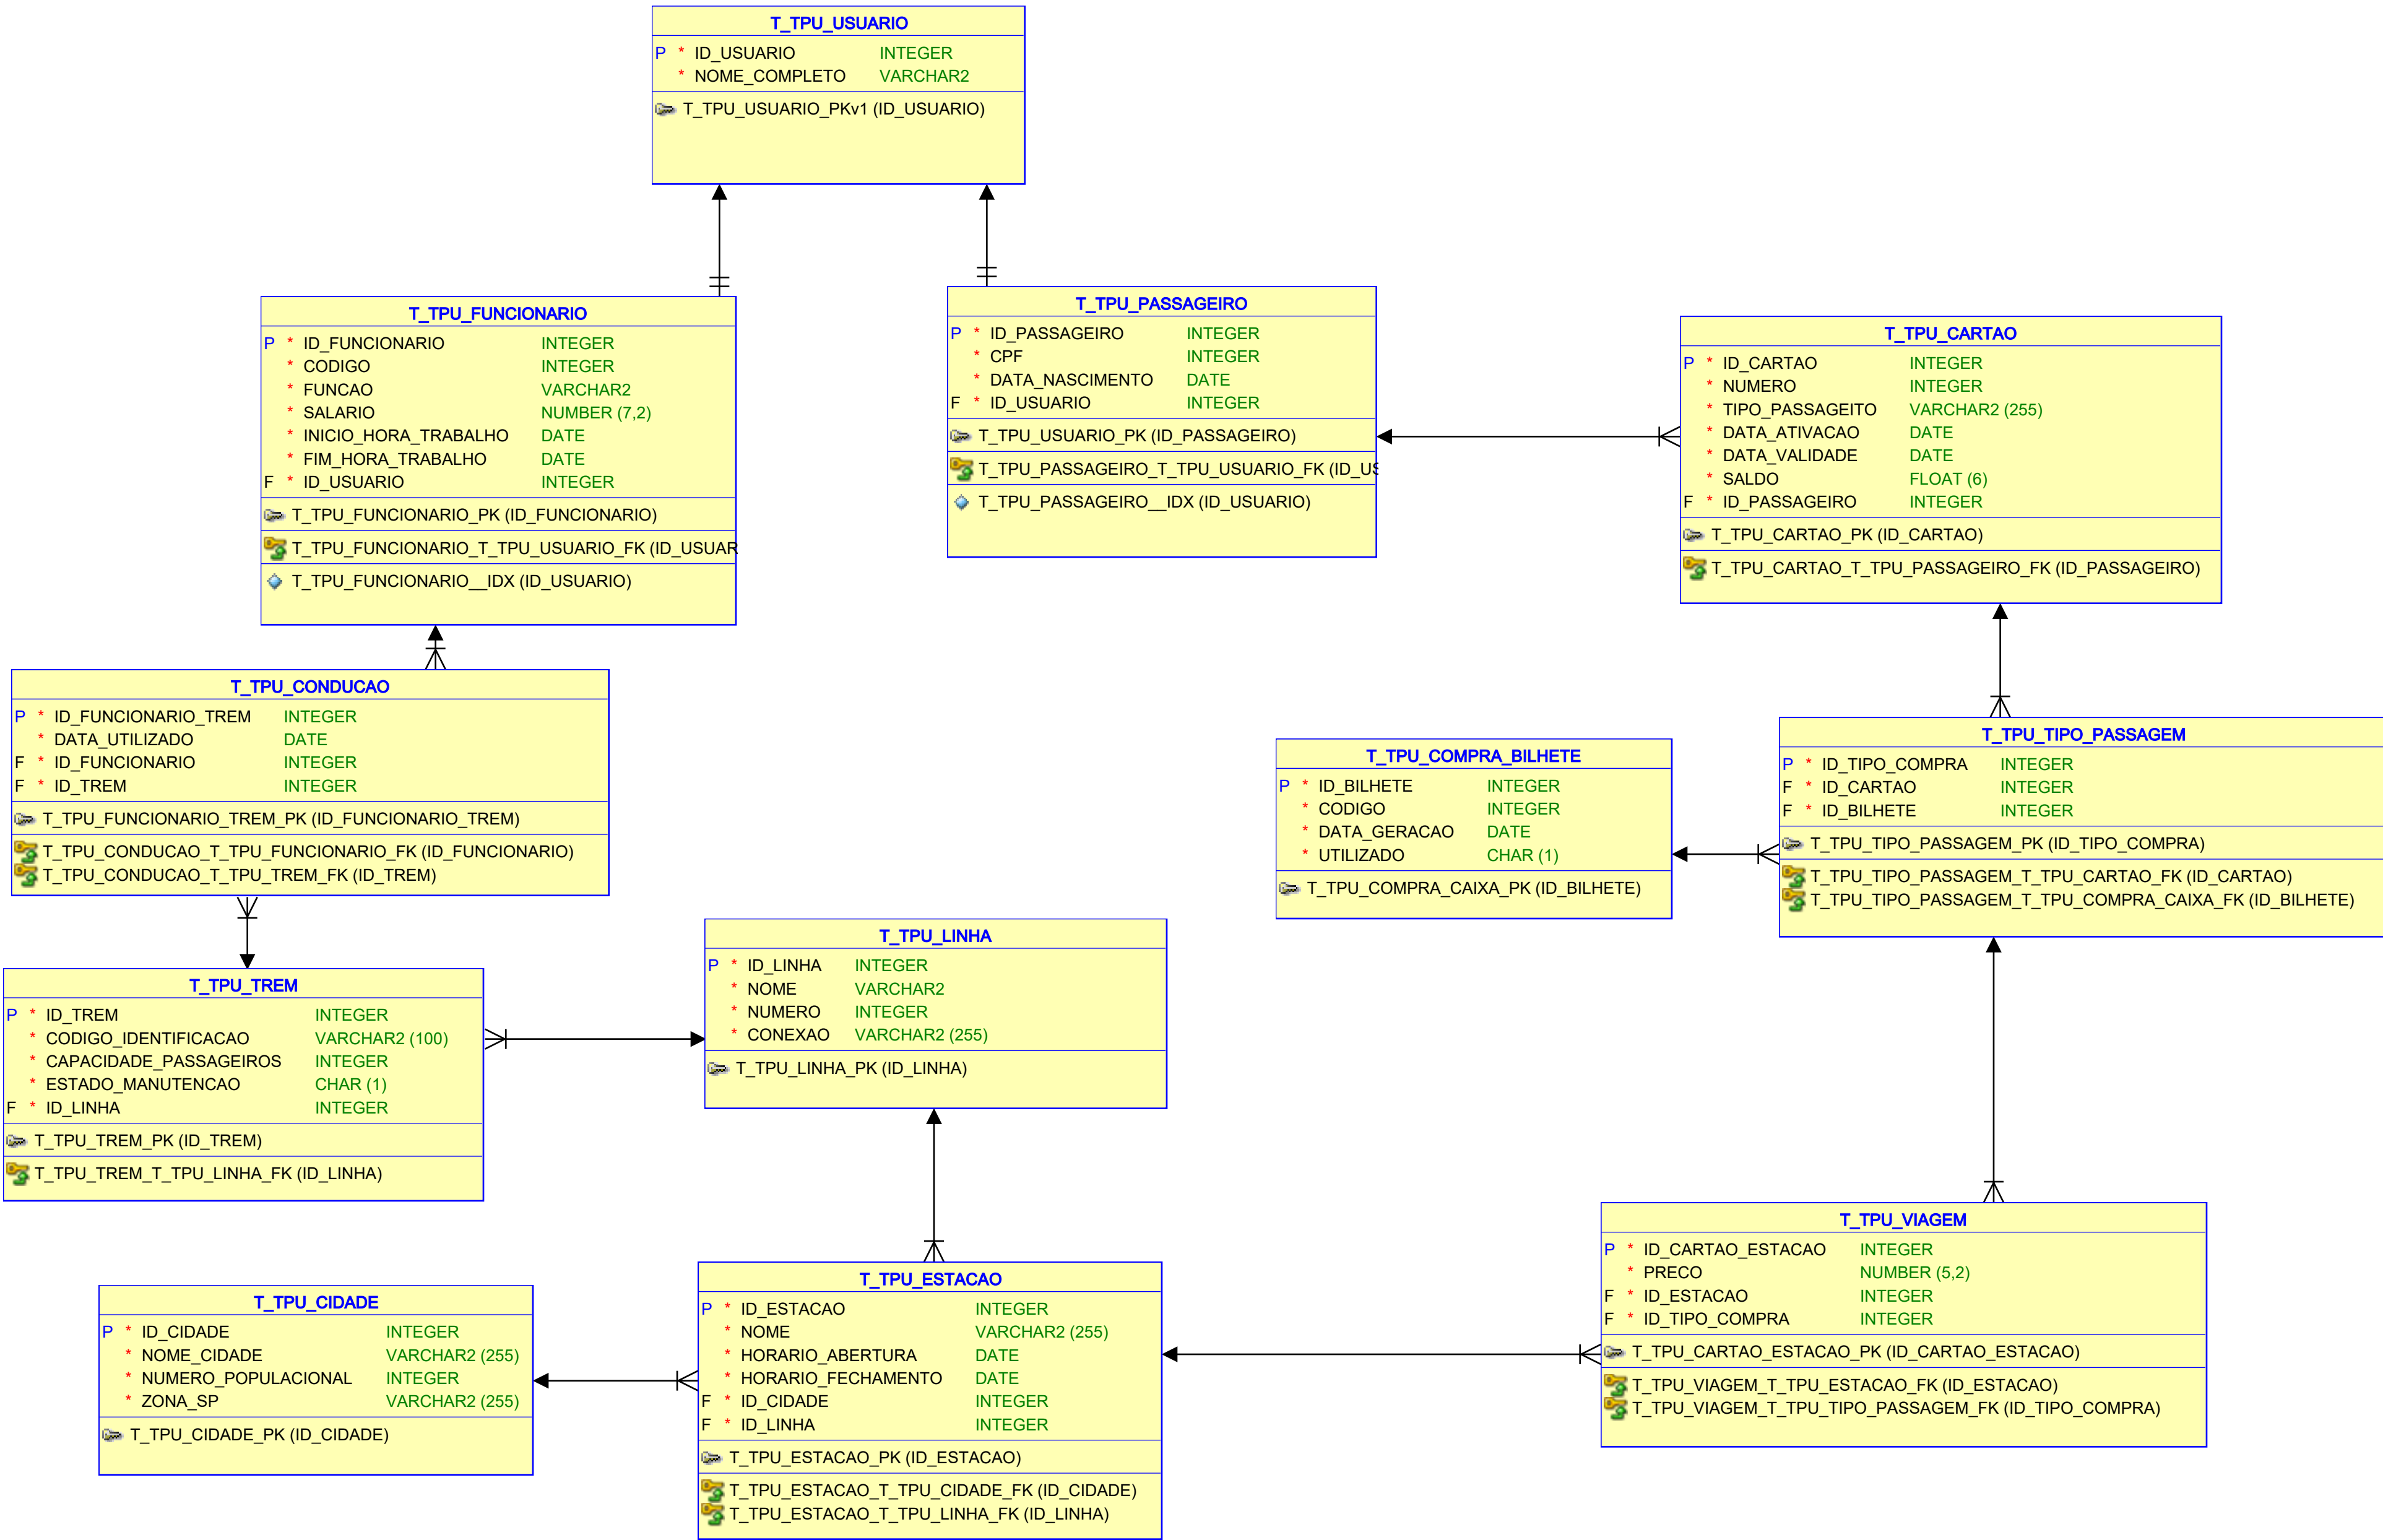 T_TPU_USUARIO
P * ID_USUARIO INTEGER
* NOME_COMPLETO VARCHAR2
T_TPU_USUARIO_PKv1 (ID_USUARIO)
T_TPU_FUNCIONARIO
P * ID_FUNCIONARIO INTEGER
* CODIGO INTEGER
* FUNCAO VARCHAR2
* SALARIO NUMBER (7,2)
* INICIO_HORA_TRABALHO DATE
* FIM_HORA_TRABALHO DATE
F * ID_USUARIO INTEGER
T_TPU_FUNCIONARIO_PK (ID_FUNCIONARIO)
T_TPU_FUNCIONARIO_T_TPU_USUARIO_FK (ID_USUAR
T_TPU_FUNCIONARIO__IDX (ID_USUARIO)
T_TPU_PASSAGEIRO
P * ID_PASSAGEIRO INTEGER
* CPF INTEGER
* DATA_NASCIMENTO DATE
F * ID_USUARIO INTEGER
T_TPU_USUARIO_PK (ID_PASSAGEIRO)
T_TPU_PASSAGEIRO_T_TPU_USUARIO_FK (ID_US
T_TPU_PASSAGEIRO__IDX (ID_USUARIO)
T_TPU_CARTAO
P * ID_CARTAO INTEGER
* NUMERO INTEGER
* TIPO_PASSAGEITO VARCHAR2 (255)
* DATA_ATIVACAO DATE
* DATA_VALIDADE DATE
* SALDO FLOAT (6)
F * ID_PASSAGEIRO INTEGER
T_TPU_CARTAO_PK (ID_CARTAO)
T_TPU_CARTAO_T_TPU_PASSAGEIRO_FK (ID_PASSAGEIRO)
T_TPU_CONDUCAO
P * ID_FUNCIONARIO_TREM INTEGER
* DATA_UTILIZADO DATE
F * ID_FUNCIONARIO INTEGER
F * ID_TREM INTEGER
T_TPU_FUNCIONARIO_TREM_PK (ID_FUNCIONARIO_TREM)
T_TPU_CONDUCAO_T_TPU_FUNCIONARIO_FK (ID_FUNCIONARIO)
T_TPU_CONDUCAO_T_TPU_TREM_FK (ID_TREM)
T_TPU_COMPRA_BILHETE
P * ID_BILHETE INTEGER
* CODIGO INTEGER
* DATA_GERACAO DATE
* UTILIZADO CHAR (1)
T_TPU_COMPRA_CAIXA_PK (ID_BILHETE)
T_TPU_TIPO_PASSAGEM
P * ID_TIPO_COMPRA INTEGER
F * ID_CARTAO INTEGER
F * ID_BILHETE INTEGER
T_TPU_TIPO_PASSAGEM_PK (ID_TIPO_COMPRA)
T_TPU_TIPO_PASSAGEM_T_TPU_CARTAO_FK (ID_CARTAO)
T_TPU_TIPO_PASSAGEM_T_TPU_COMPRA_CAIXA_FK (ID_BILHETE)
T_TPU_TREM
P * ID_TREM INTEGER
* CODIGO_IDENTIFICACAO VARCHAR2 (100)
* CAPACIDADE_PASSAGEIROS INTEGER
* ESTADO_MANUTENCAO CHAR (1)
F * ID_LINHA INTEGER
T_TPU_TREM_PK (ID_TREM)
T_TPU_TREM_T_TPU_LINHA_FK (ID_LINHA)
T_TPU_LINHA
P * ID_LINHA INTEGER
* NOME VARCHAR2
* NUMERO INTEGER
* CONEXAO VARCHAR2 (255)
T_TPU_LINHA_PK (ID_LINHA)
T_TPU_CIDADE
P * ID_CIDADE INTEGER
* NOME_CIDADE VARCHAR2 (255)
* NUMERO_POPULACIONAL INTEGER
* ZONA_SP VARCHAR2 (255)
T_TPU_CIDADE_PK (ID_CIDADE)
T_TPU_ESTACAO
P * ID_ESTACAO INTEGER
* NOME VARCHAR2 (255)
* HORARIO_ABERTURA DATE
* HORARIO_FECHAMENTO DATE
F * ID_CIDADE INTEGER
F * ID_LINHA INTEGER
T_TPU_ESTACAO_PK (ID_ESTACAO)
T_TPU_ESTACAO_T_TPU_CIDADE_FK (ID_CIDADE)
T_TPU_ESTACAO_T_TPU_LINHA_FK (ID_LINHA)
T_TPU_VIAGEM
P * ID_CARTAO_ESTACAO INTEGER
* PRECO NUMBER (5,2)
F * ID_ESTACAO INTEGER
F * ID_TIPO_COMPRA INTEGER
T_TPU_CARTAO_ESTACAO_PK (ID_CARTAO_ESTACAO)
T_TPU_VIAGEM_T_TPU_ESTACAO_FK (ID_ESTACAO)
T_TPU_VIAGEM_T_TPU_TIPO_PASSAGEM_FK (ID_TIPO_COMPRA)